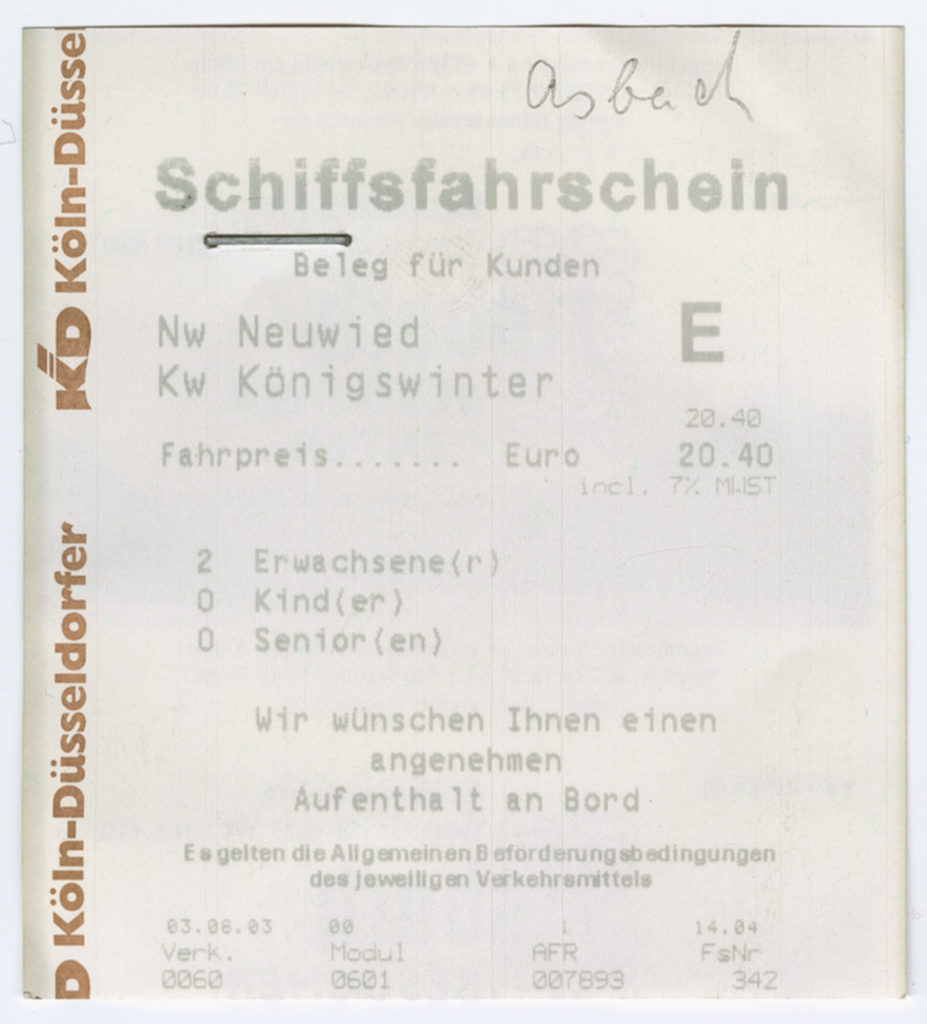 Asbach
Schiffsfahrschein
Beleg für Kunden
Nw Neuwied E
Kw Königswinter
20.40
Fahrpreis....... Euro 20.40
incl. 7% MWST
2 Erwachsene(r)
0 Kind(er)
0 Senior(en)
Wir wünschen Ihnen einen
angenehmen
Aufenthalt an Bord
Es gelten die Allgemeinen Beförderungsbedingungen
des jeweiligen Verkehrsmittels
03.08.03 00 1 14.04
Verk. Modul AFR FsNr
0060 0601 007893 342
KD Köln-Düssel
D Köln-Düsseldorfer